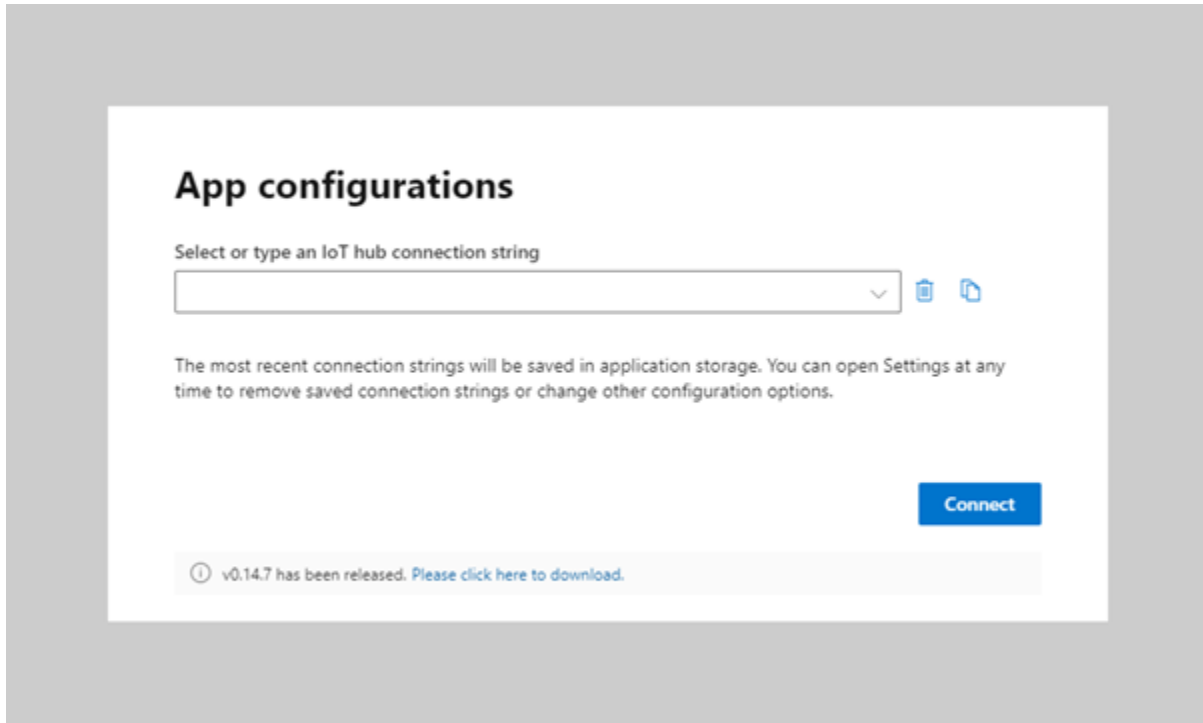 App configurations
Select or type an IoT hub connection string
The most recent connection strings will be saved in application storage. You can open Settings at any
time to remove saved connection strings or change other configuration options.
Connect
v0.14.7 has been released. Please click here to download.